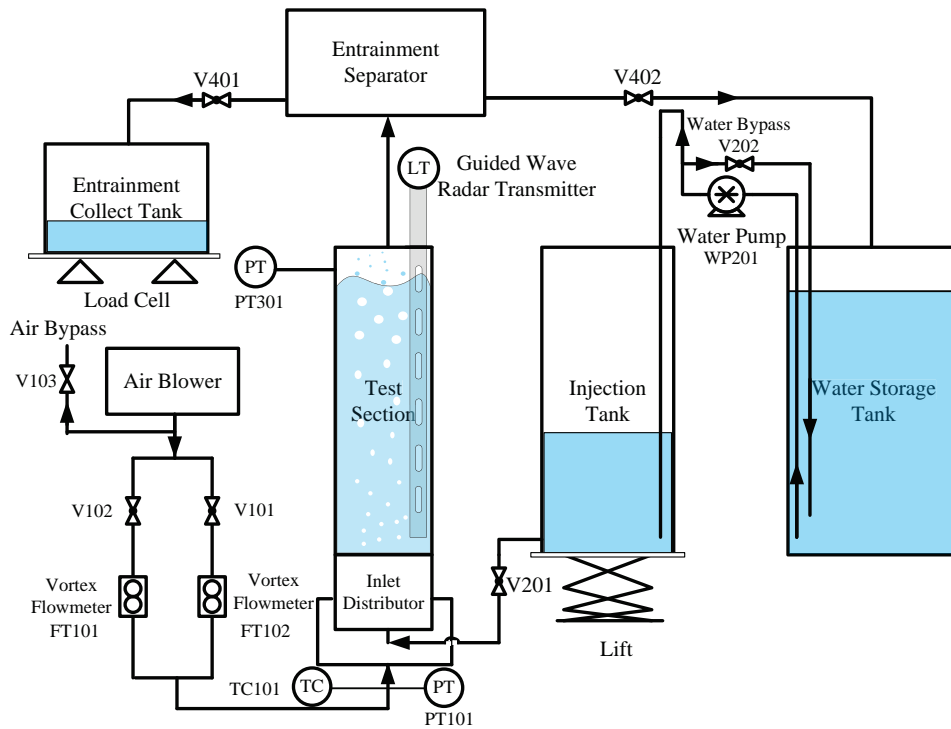 Entrainment
Separator
V401
V402
Water Bypass
V202
LT
Guided Wave
Radar Transmitter
Entrainment
Collect Tank
Water Pump
WP201
PT
PT301
Load Cell
Air Bypass
V103
Air Blower
Test
Section
Injection
Tank
Water Storage
Tank
V102
V101
Vortex
Flowmeter
FT101
Vortex
Flowmeter
FT102
Inlet
Distributor
V201
Lift
TC101
TC
PT
PT101